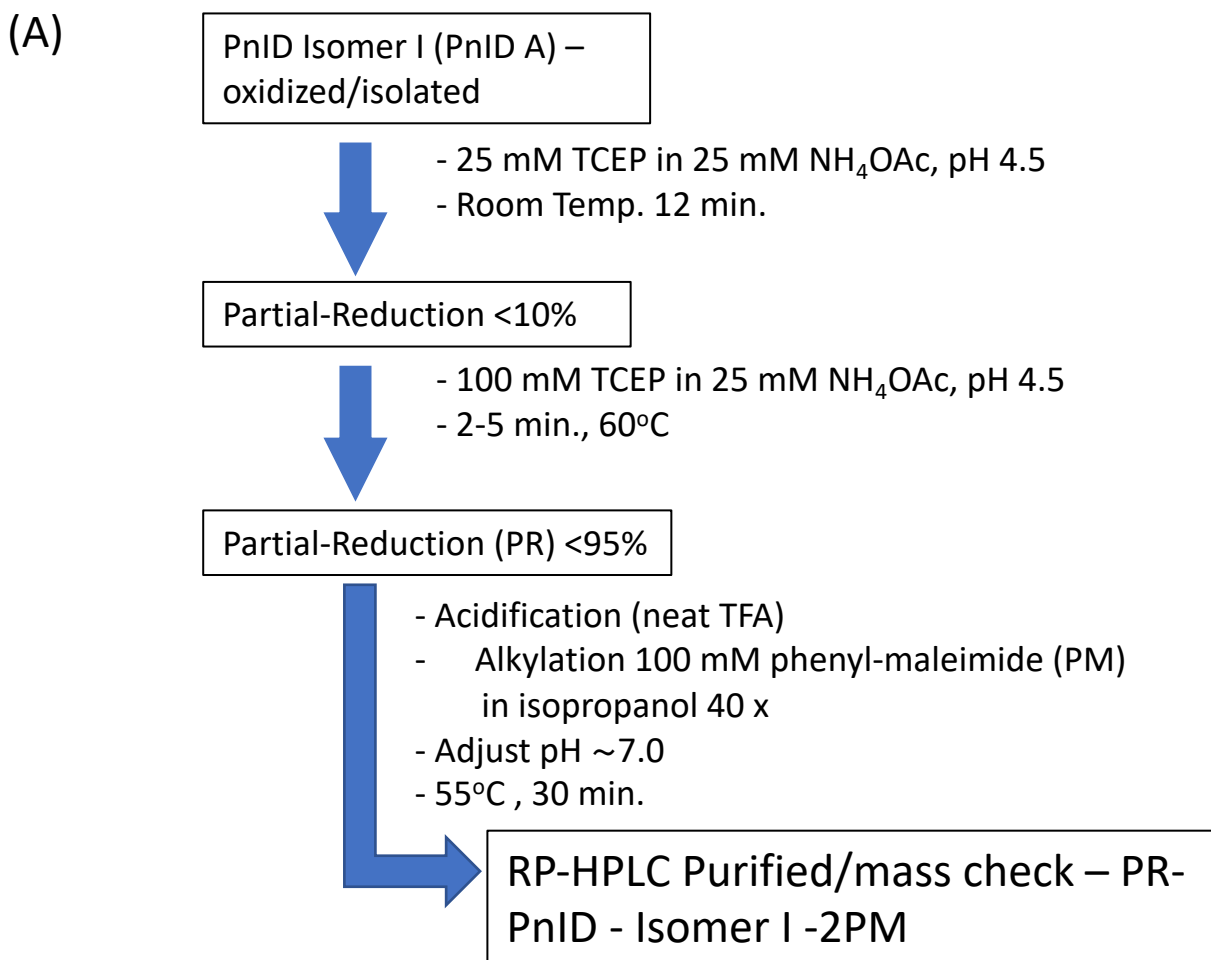 (A)
PnID Isomer I (PnID A) –
oxidized/isolated
- 25 mM TCEP in 25 mM NH₄OAc, pH 4.5
- Room Temp. 12 min.
Partial-Reduction <10%
- 100 mM TCEP in 25 mM NH₄OAc, pH 4.5
- 2-5 min., 60ᵒC
Partial-Reduction (PR) <95%
- Acidification (neat TFA)
- Alkylation 100 mM phenyl-maleimide (PM)
in isopropanol 40 x
- Adjust pH ~7.0
- 55ᵒC , 30 min.
RP-HPLC Purified/mass check – PR-
PnID - Isomer I -2PM